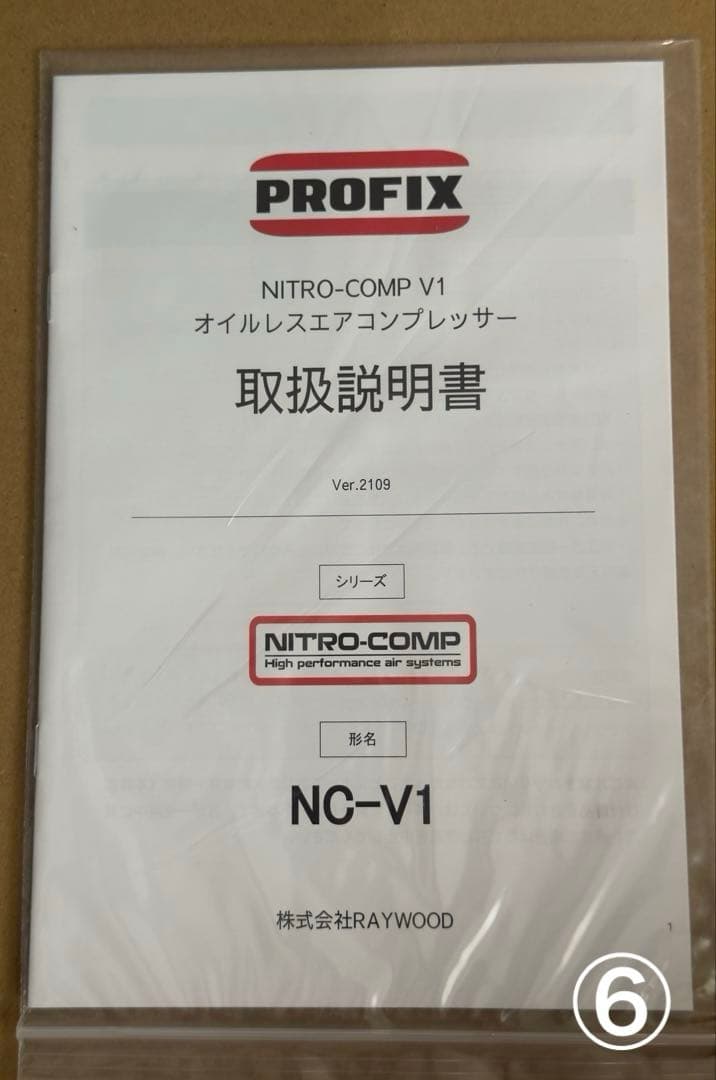 PROFIX
NITRO-COMP V1
オイルレスエアコンプレッサー
取扱説明書
Ver.2109
シリーズ
NITRO-COMP
High performance air systems
形名
NC-V1
株式会社RAYWOOD
1
⑥